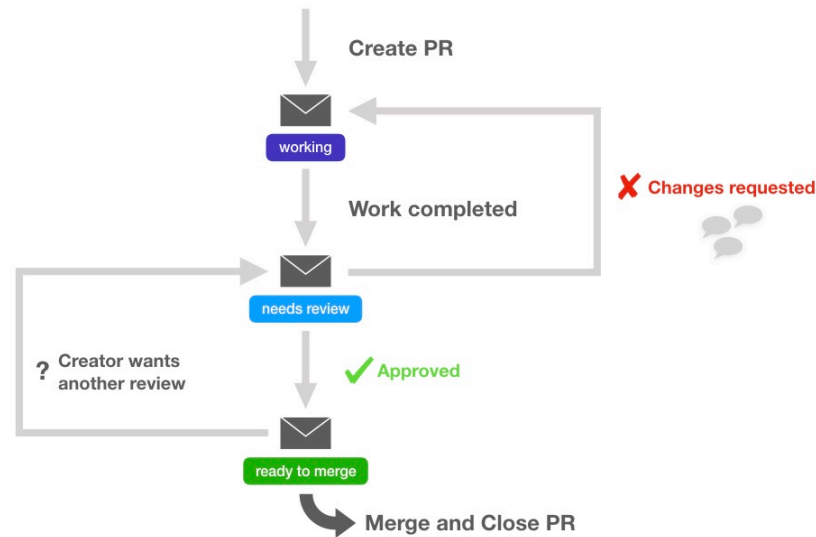 Create PR
working
✘ Changes requested
Work completed
needs review
? Creator wants
another review
✓ Approved
ready to merge
Merge and Close PR